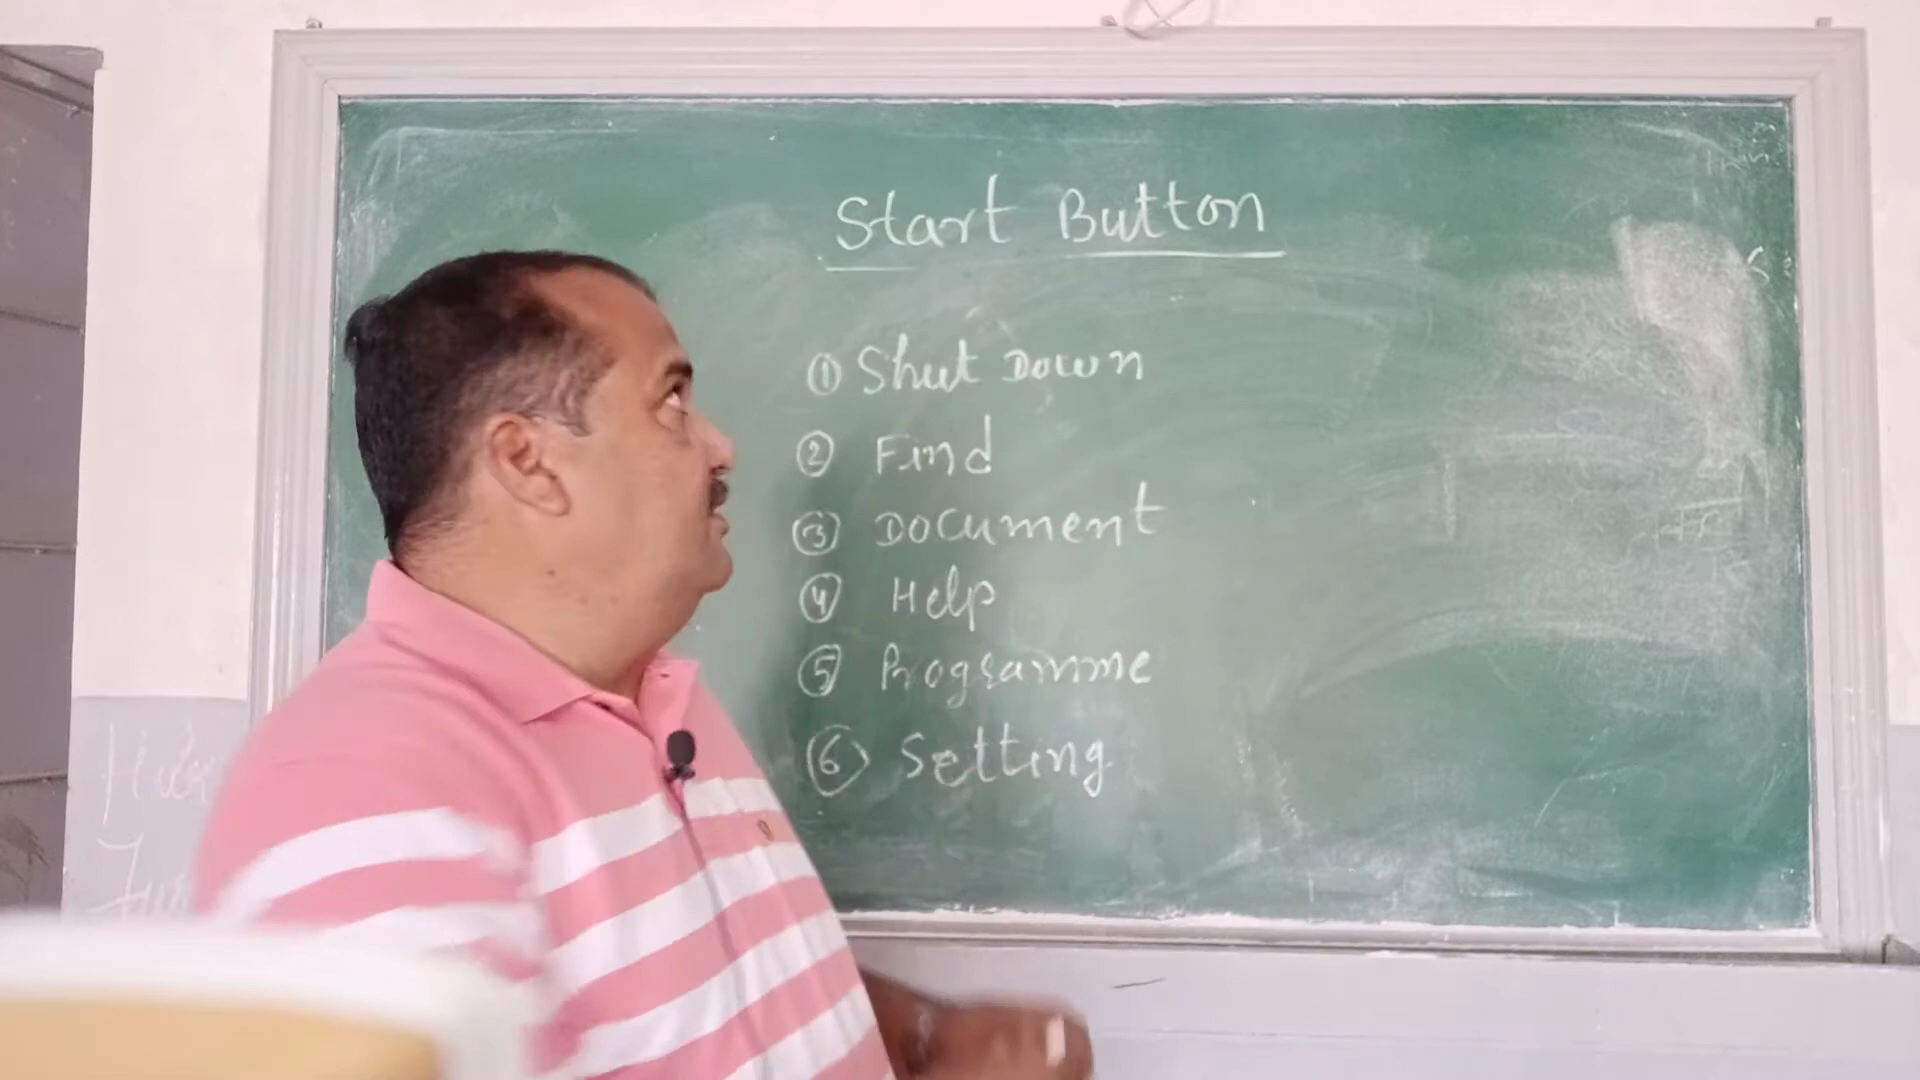 Start Button
① Shut Down
② Find
③ Document
④ Help
⑤ Programme
⑥ Setting